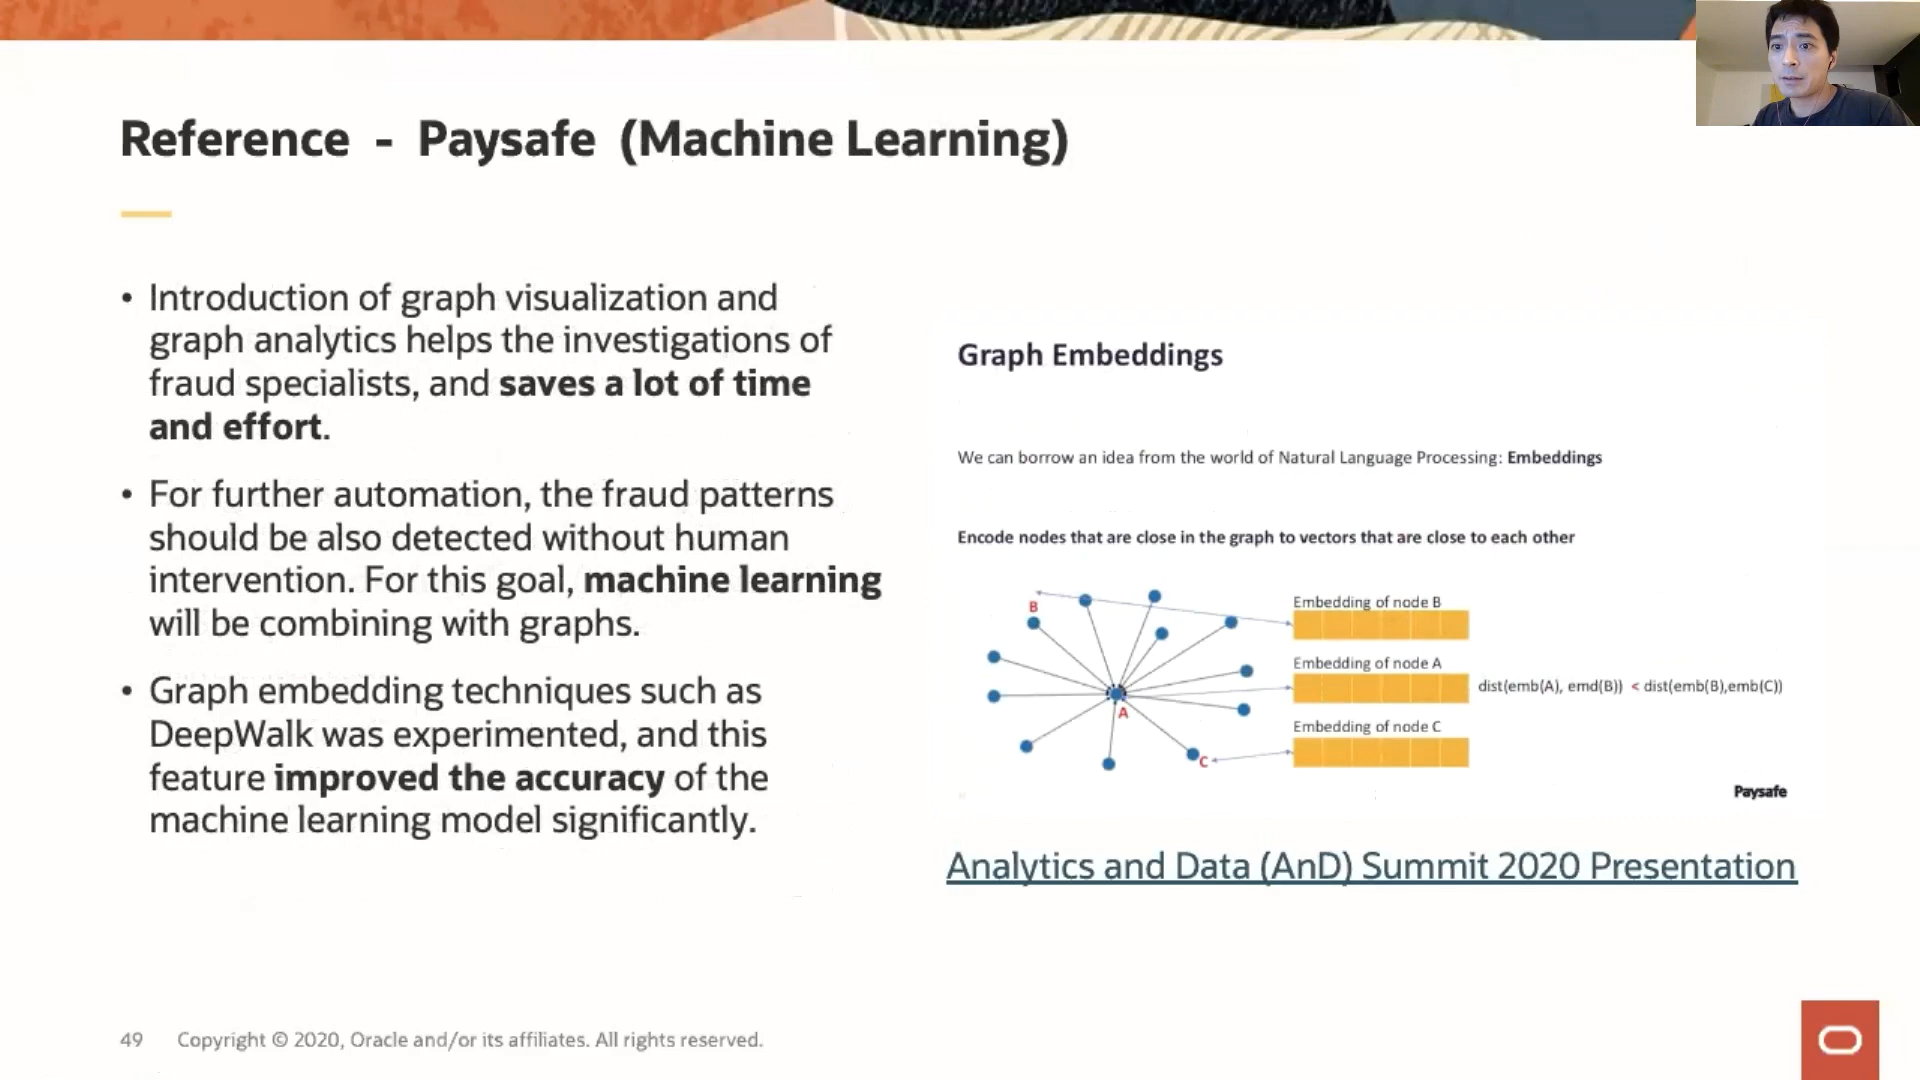 Reference - Paysafe (Machine Learning)
• Introduction of graph visualization and
graph analytics helps the investigations of
fraud specialists, and saves a lot of time
and effort.
• For further automation, the fraud patterns
should be also detected without human
intervention. For this goal, machine learning
will be combining with graphs.
• Graph embedding techniques such as
DeepWalk was experimented, and this
feature improved the accuracy of the
machine learning model significantly.
Graph Embeddings
We can borrow an idea from the world of Natural Language Processing: Embeddings
Encode nodes that are close in the graph to vectors that are close to each other
B
A
C
Embedding of node B
Embedding of node A
dist(emb(A), emd(B)) < dist(emb(B),emb(C))
Embedding of node C
Paysafe
Analytics and Data (AnD) Summit 2020 Presentation
49 Copyright © 2020, Oracle and/or its affiliates. All rights reserved.